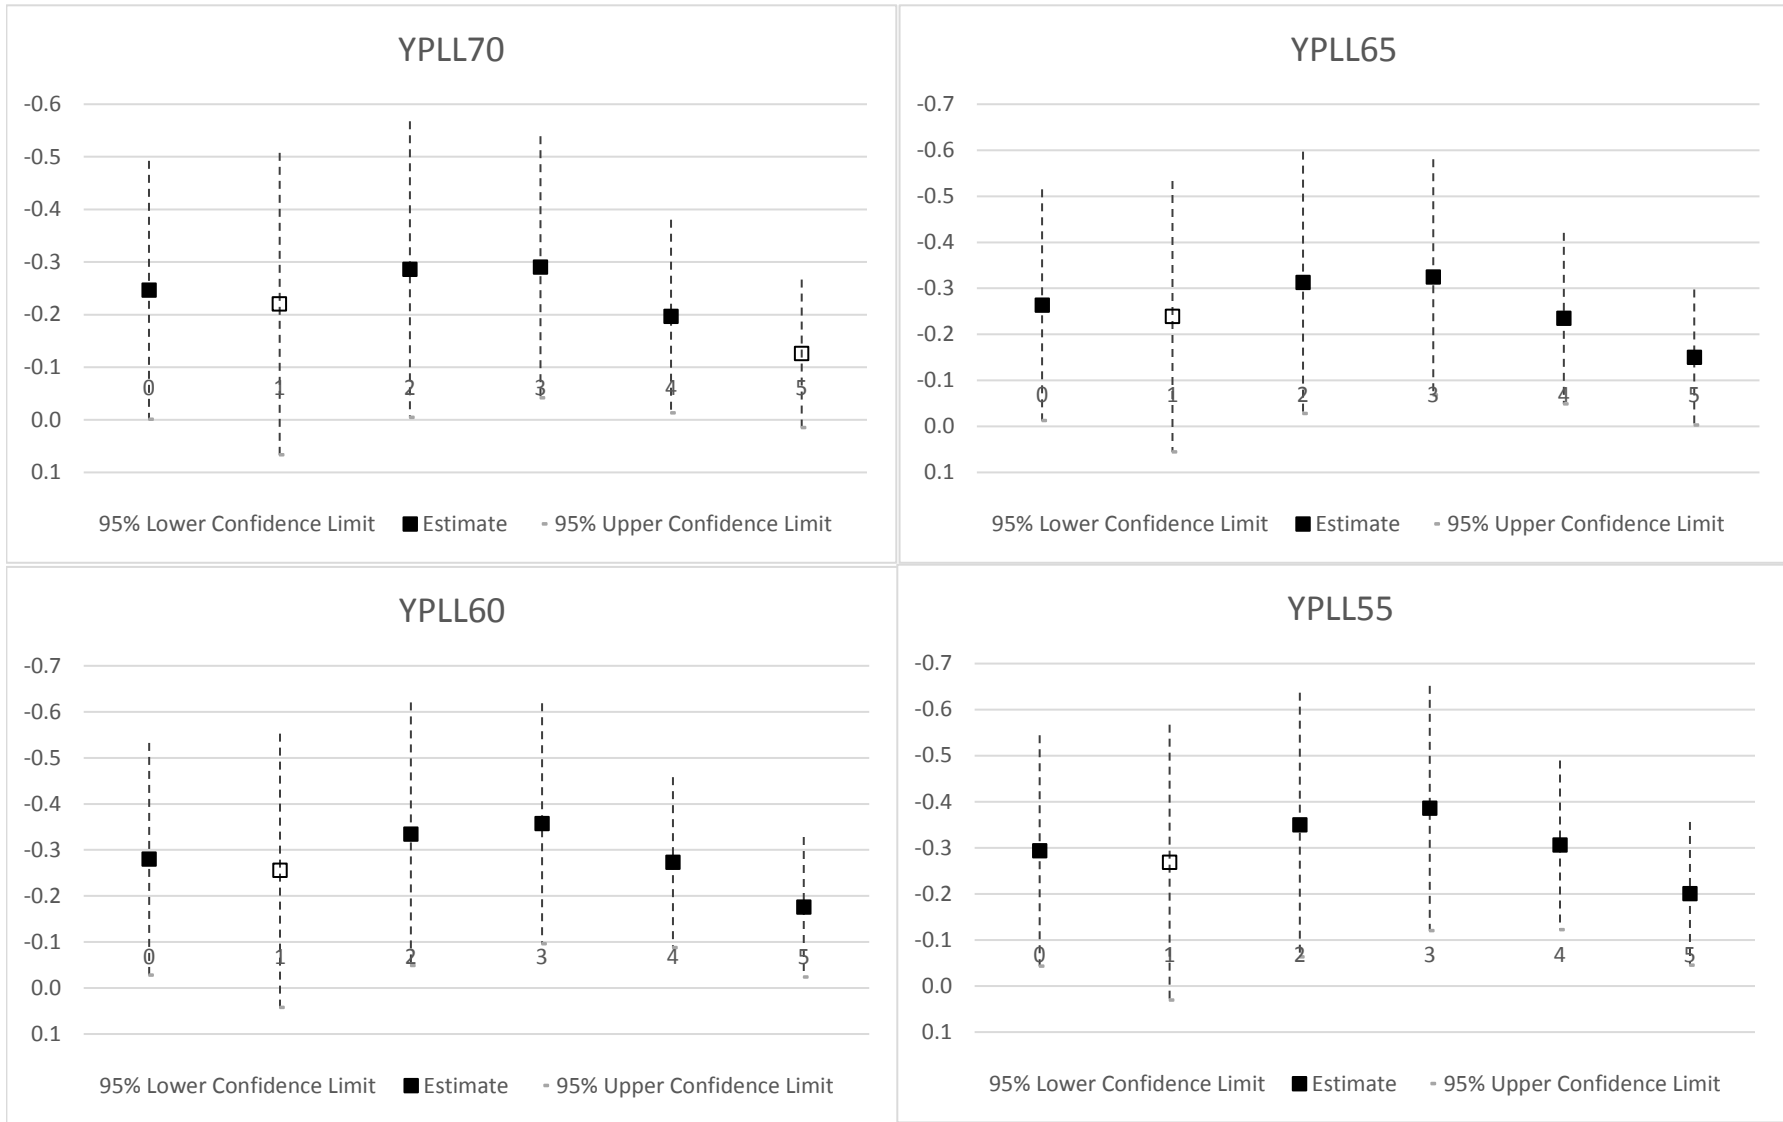 YPLL70
-0.6
-0.5
-0.4
-0.3
-0.2
-0.1
0 1 2 3 4 5
0.0
0.1
95% Lower Confidence Limit Estimate 95% Upper Confidence Limit
YPLL65
-0.7
-0.6
-0.5
-0.4
-0.3
-0.2
-0.1
0 1 2 3 4 5
0.0
0.1
95% Lower Confidence Limit Estimate 95% Upper Confidence Limit
YPLL60
-0.7
-0.6
-0.5
-0.4
-0.3
-0.2
-0.1
0 1 2 3 4 5
0.0
0.1
95% Lower Confidence Limit Estimate 95% Upper Confidence Limit
YPLL55
-0.7
-0.6
-0.5
-0.4
-0.3
-0.2
-0.1
0 1 2 3 4 5
0.0
0.1
95% Lower Confidence Limit Estimate 95% Upper Confidence Limit